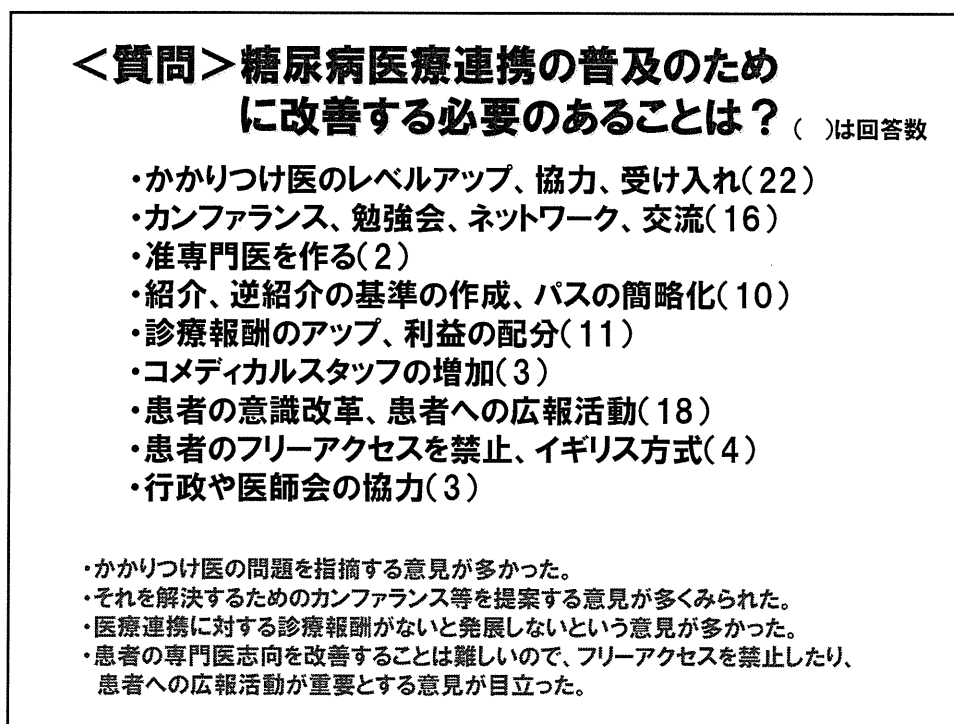 ＜質問＞糖尿病医療連携の普及のため
に改善する必要のあることは？（　）は回答数
・かかりつけ医のレベルアップ、協力、受け入れ（22）
・カンファランス、勉強会、ネットワーク、交流（16）
・准専門医を作る（2）
・紹介、逆紹介の基準の作成、パスの簡略化（10）
・診療報酬のアップ、利益の配分（11）
・コメディカルスタッフの増加（3）
・患者の意識改革、患者への広報活動（18）
・患者のフリーアクセスを禁止、イギリス方式（4）
・行政や医師会の協力（3）
・かかりつけ医の問題を指摘する意見が多かった。
・それを解決するためのカンファランス等を提案する意見が多くみられた。
・医療連携に対する診療報酬がないと発展しないという意見が多かった。
・患者の専門医志向を改善することは難しいので、フリーアクセスを禁止したり、
患者への広報活動が重要とする意見が目立った。